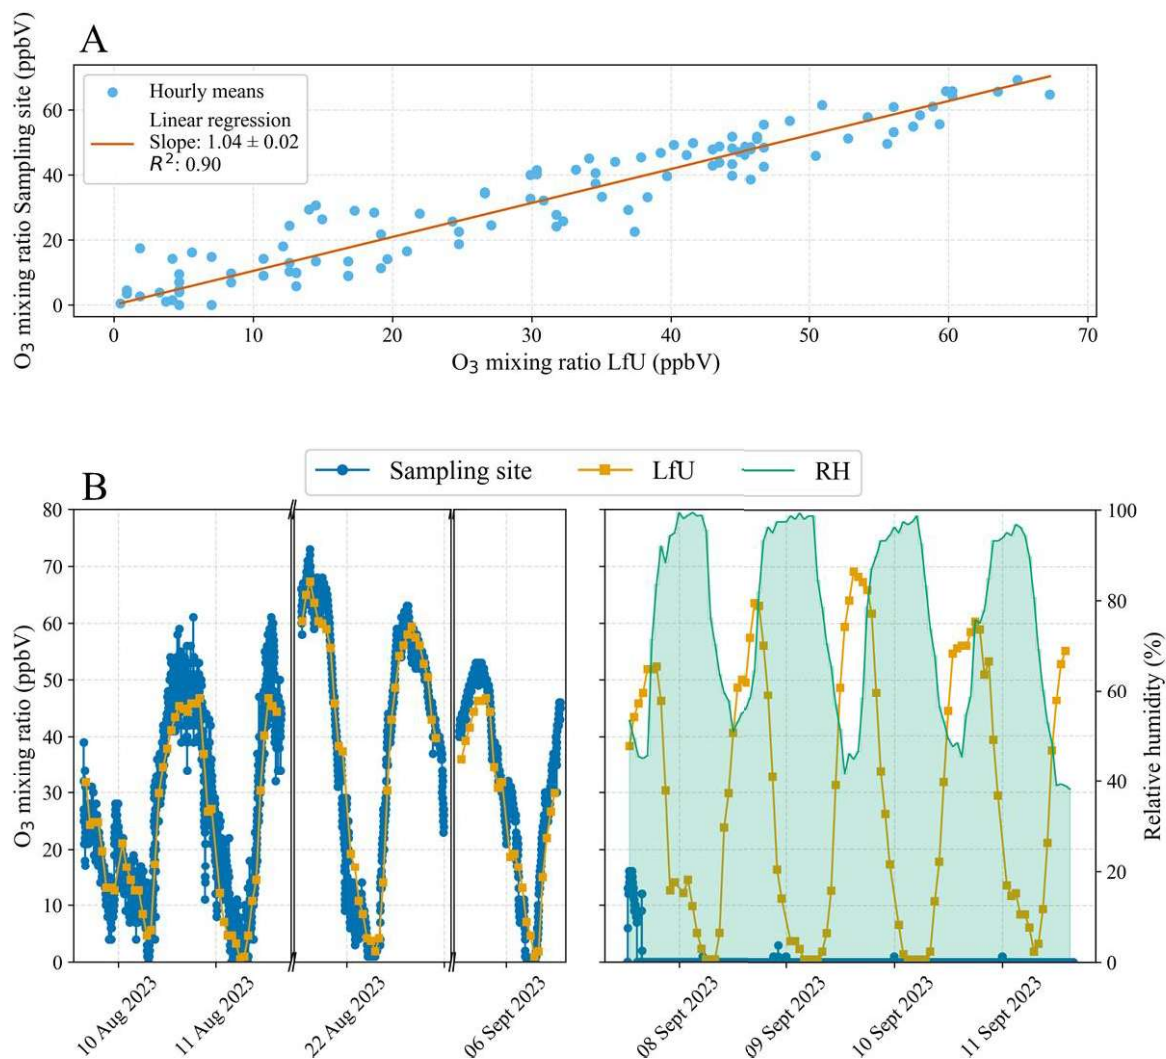 A
O₃ mixing ratio Sampling site (ppbV)
60
40
20
0
Hourly means
Linear regression
Slope: 1.04 ± 0.02
R²: 0.90
0 10 20 30 40 50 60 70
O₃ mixing ratio LfU (ppbV)
Sampling site LfU RH
B
O₃ mixing ratio (ppbV)
80
70
60
50
40
30
20
10
0
100
80
60
40
20
0
Relative humidity (%)
10 Aug 2023
11 Aug 2023
22 Aug 2023
06 Sept 2023
08 Sept 2023
09 Sept 2023
10 Sept 2023
11 Sept 2023